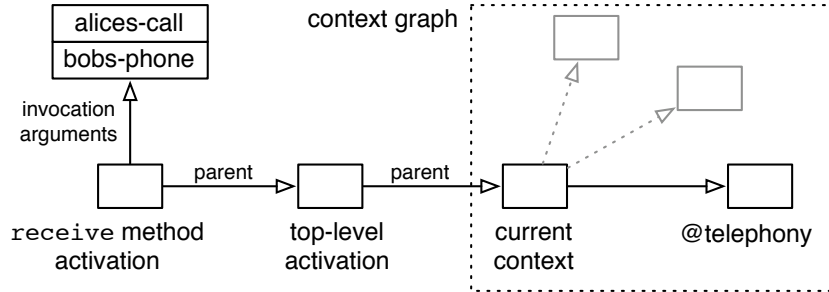 alices-call
bobs-phone
context graph
invocation
arguments
parent
parent
receive method
activation
top-level
activation
current
context
@telephony